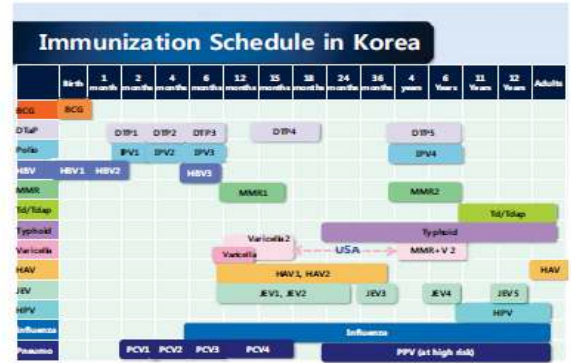 Immunization Schedule in Korea
Birth 1 month 2 months 4 months 6 months 12 months 15 months 18 months 24 months 36 months 4 years 6 Years 11 Years 12 Years Adults
BCG BCG
DTaP DTP1 DTP2 DTP3 DTP4 DTP5
Polio IPV1 IPV2 IPV3 IPV4
HBV HBV1 HBV2 HBV3
MMR MMR1 MMR2
Td/Tdap Td/Tdap
Typhoid Typhoid
Varicella Varicella Varicella2 USA MMR+V 2
HAV HAV1, HAV2 HAV
JEV JEV1, JEV2 JEV3 JEV4 JEV5
HPV HPV
Influenza Influenza
Pneumo PCV1 PCV2 PCV3 PCV4 PPV (at high risk)